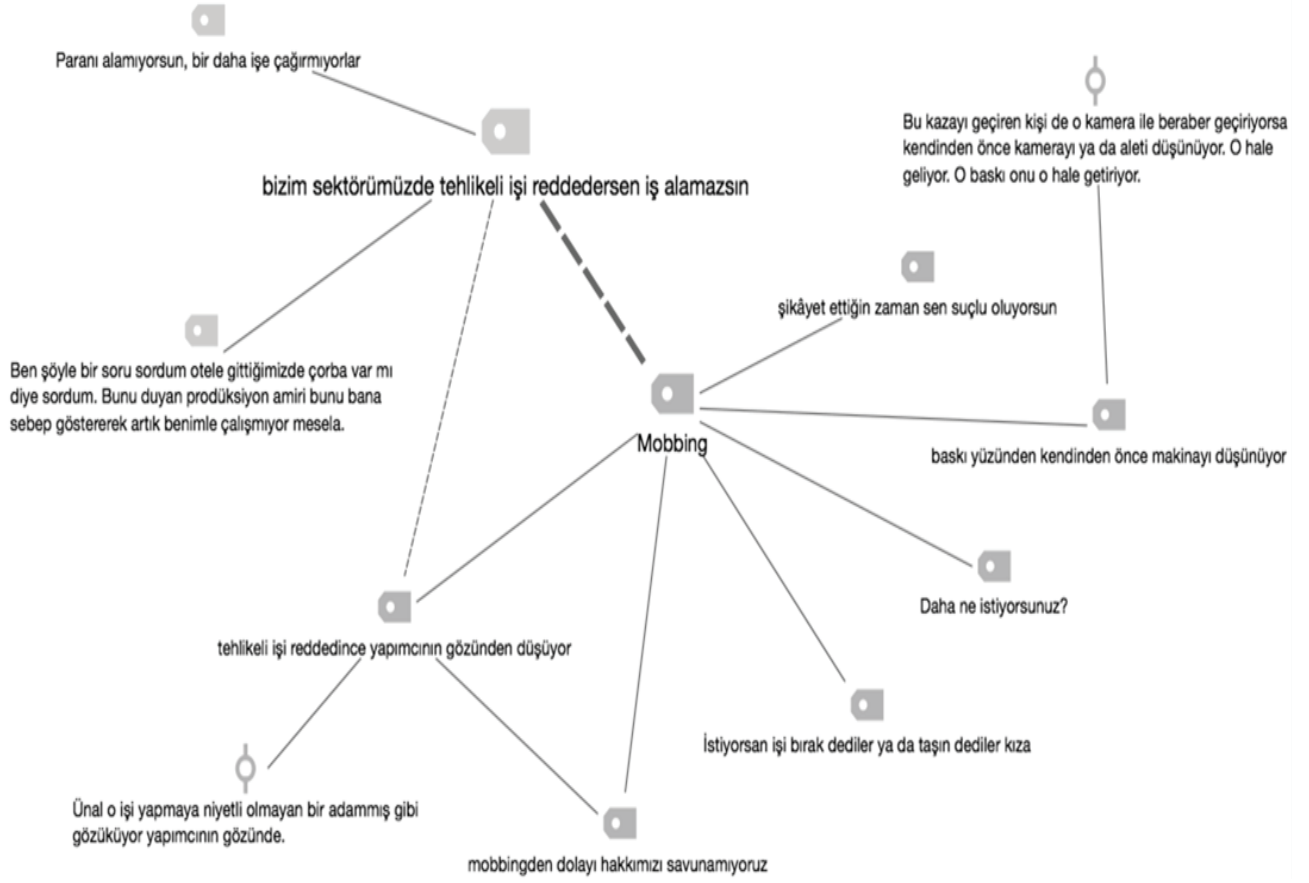 Paranı alamıyorsun, bir daha işe çağırmıyorlar
Bu kazayı geçiren kişi de o kamera ile beraber geçiriyorsa
kendinden önce kamerayı ya da aleti düşünüyor. O hale
geliyor. O baskı onu o hale getiriyor.
bizim sektörümüzde tehlikeli işi reddedersen iş alamazsın
şikâyet ettiğin zaman sen suçlu oluyorsun
Ben şöyle bir soru sordum otele gittiğimizde çorba var mı
diye sordum. Bunu duyan prodüksiyon amiri bunu bana
sebep göstererek artık benimle çalışmıyor mesela.
Mobbing
baskı yüzünden kendinden önce makinayı düşünüyor
Daha ne istiyorsunuz?
tehlikeli işi reddedince yapımcının gözünden düşüyor
İstiyorsan işi bırak dediler ya da taşın dediler kıza
Ünal o işi yapmaya niyetli olmayan bir adammış gibi
gözüküyor yapımcının gözünde.
mobbingden dolayı hakkımızı savunamıyoruz